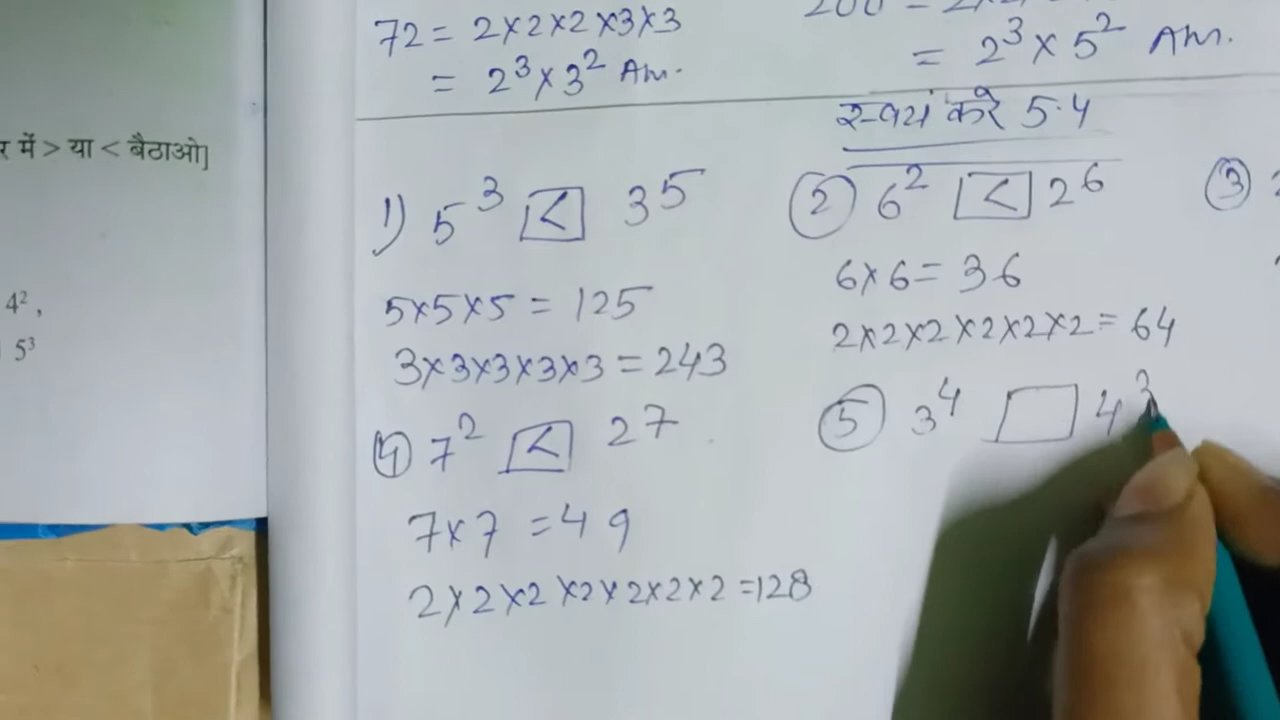 र में > या < बैठाओ]
4²,
5³
72 = 2×2×2×3×3
= 2³×3² Am.
= 2³×5² Am.
स्वयं करे 5.4
1) 5³ < 3⁵
5×5×5 = 125
3×3×3×3×3 = 243
② 6² < 2⁶
6×6 = 36
2×2×2×2×2×2 = 64
③
④ 7² < 2⁷
7×7 = 49
2×2×2×2×2×2×2 = 128
⑤ 3⁴ □ 4³